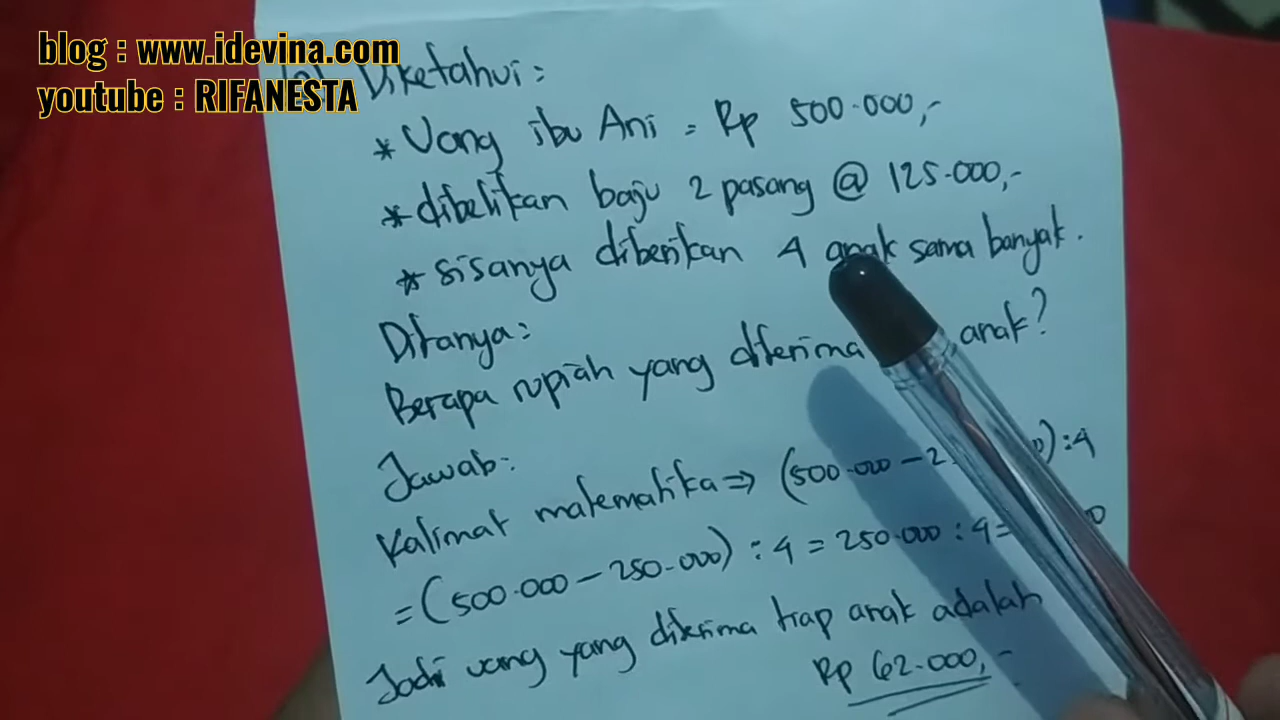 blog : www.idevina.com
youtube : RIFANESTA
Diketahui :
* Uang ibu Ani = Rp 500.000,-
* dibelikan baju 2 pasang @ 125.000,-
* sisanya diberikan 4 anak sama banyak.
Ditanya :
Berapa rupiah yang diterima anak?
Jawab :
Kalimat matematika ⇒ (500.000 - 2 ) : 4
= (500.000 - 250.000) : 4 = 250.000 : 4 =
Jadi uang yang diterima tiap anak adalah
Rp 62.000,-